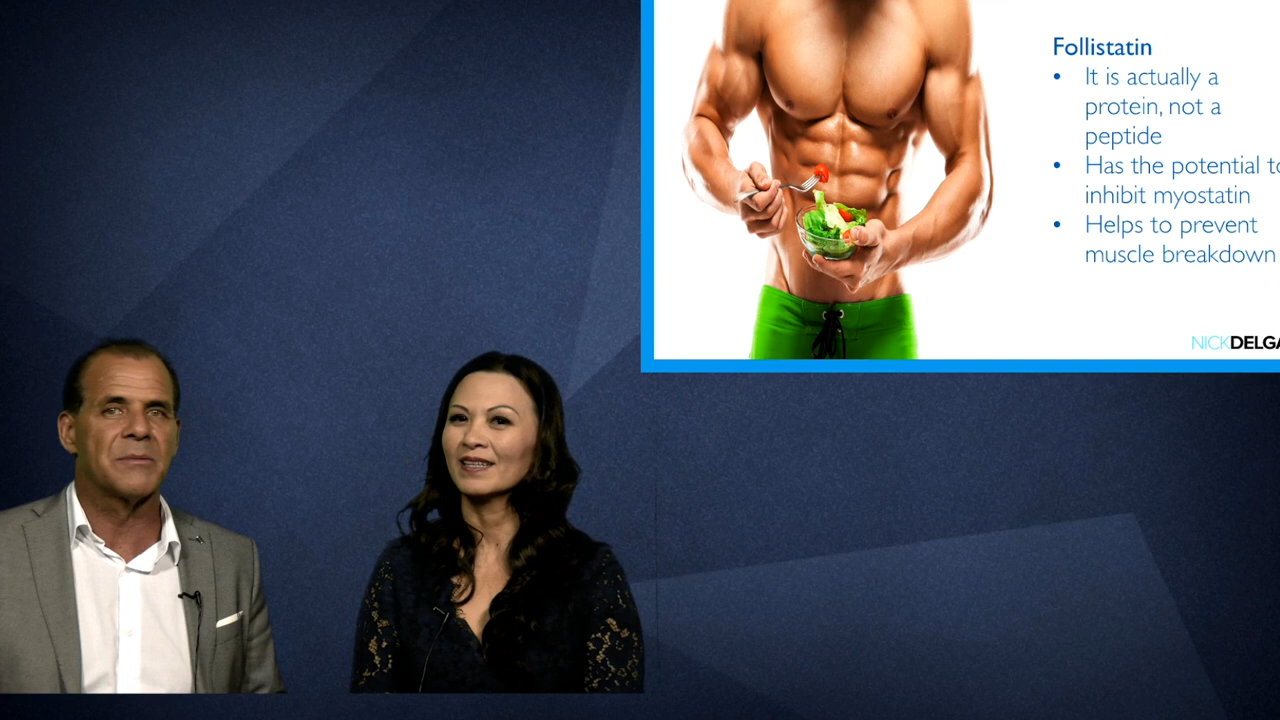 Follistatin
• It is actually a
protein, not a
peptide
• Has the potential to
inhibit myostatin
• Helps to prevent
muscle breakdown
NICKDELGA